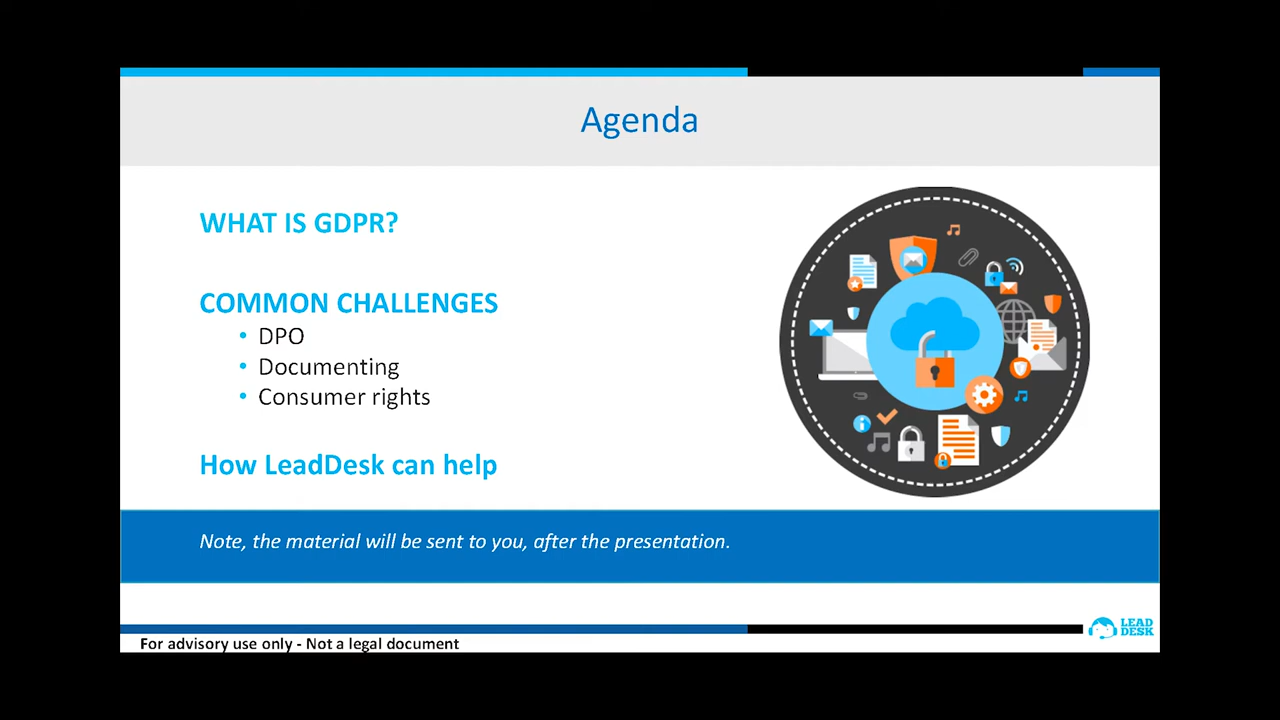 Agenda
WHAT IS GDPR?
COMMON CHALLENGES
• DPO
• Documenting
• Consumer rights
How LeadDesk can help
Note, the material will be sent to you, after the presentation.
LEAD
DESK
For advisory use only - Not a legal document